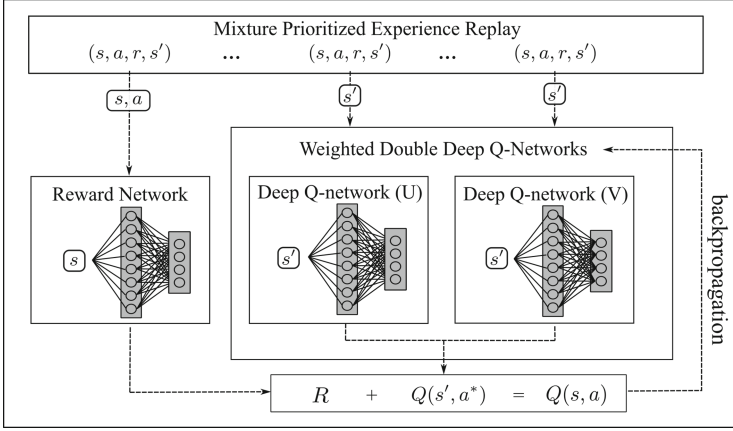 Mixture Prioritized Experience Replay
(s, a, r, s′) ... (s, a, r, s′) ... (s, a, r, s′)
s, a
s′
s′
Weighted Double Deep Q-Networks
Reward Network
s
Deep Q-network (U)
s′
Deep Q-network (V)
s′
backpropagation
R + Q(s′, a*) = Q(s, a)